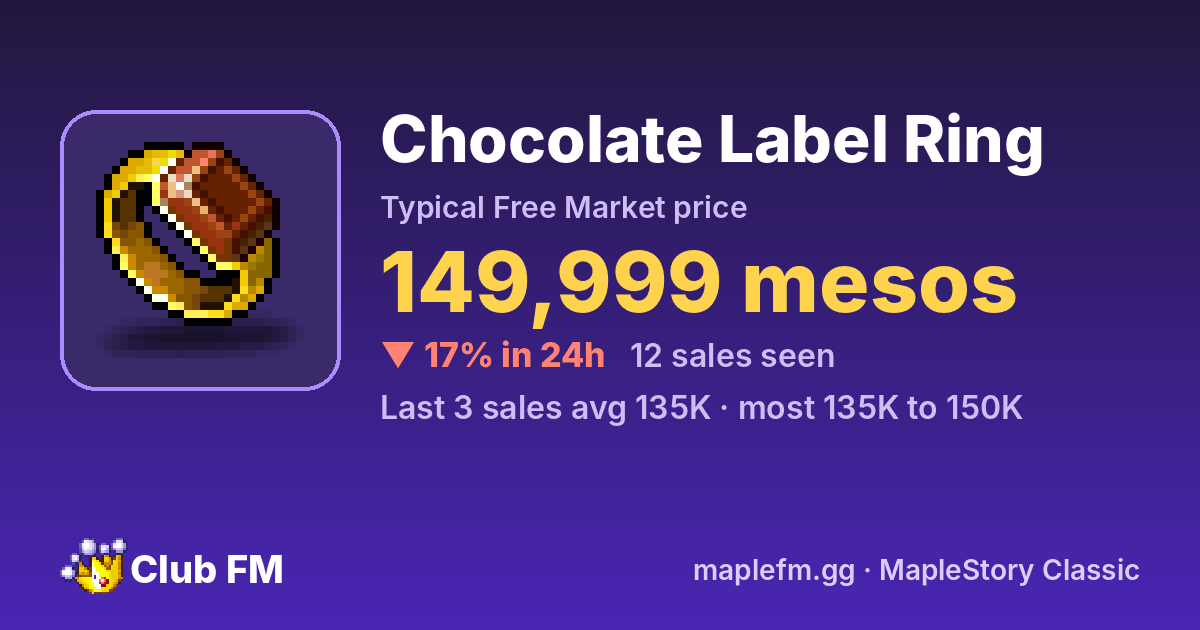 Chocolate Label Ring
Typical Free Market price
149,999 mesos
▼ 17% in 24h 12 sales seen
Last 3 sales avg 135K · most 135K to 150K
Club FM
maplefm.gg · MapleStory Classic